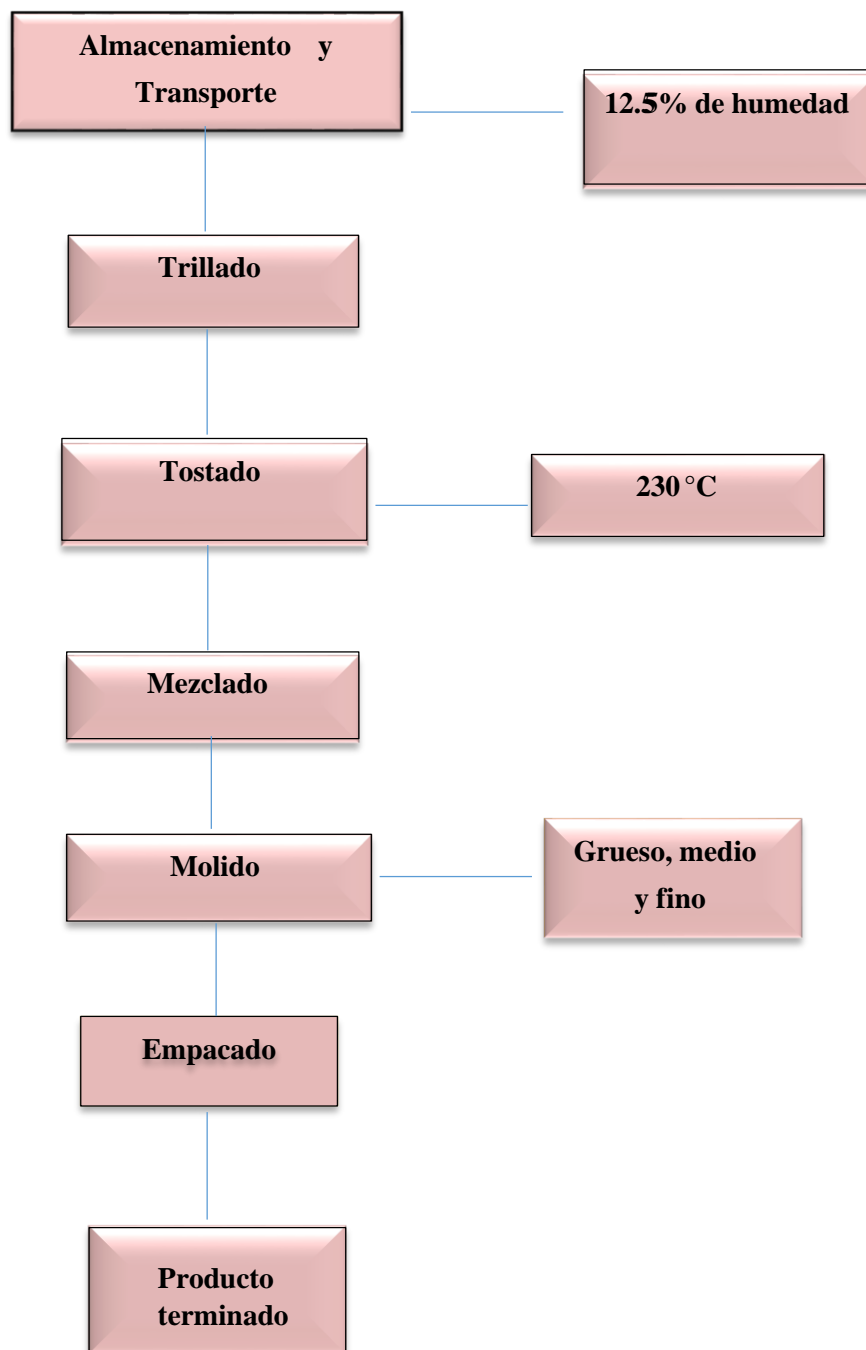 Almacenamiento y
Transporte
12.5% de humedad
Trillado
Tostado
230 °C
Mezclado
Molido
Grueso, medio
y fino
Empacado
Producto
terminado